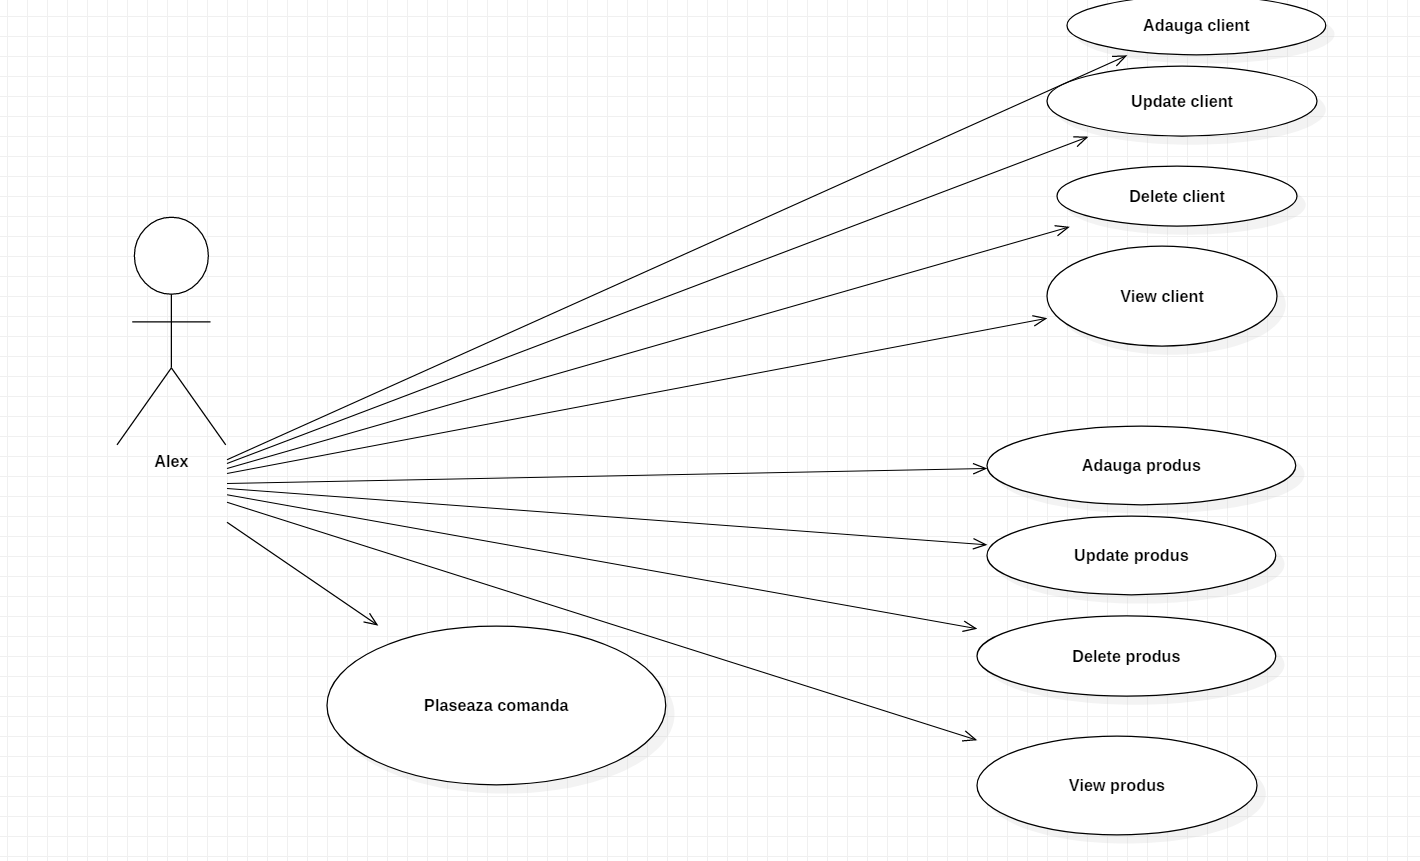 Adauga client
Update client
Delete client
View client
Alex
Adauga produs
Update produs
Delete produs
Plaseaza comanda
View produs